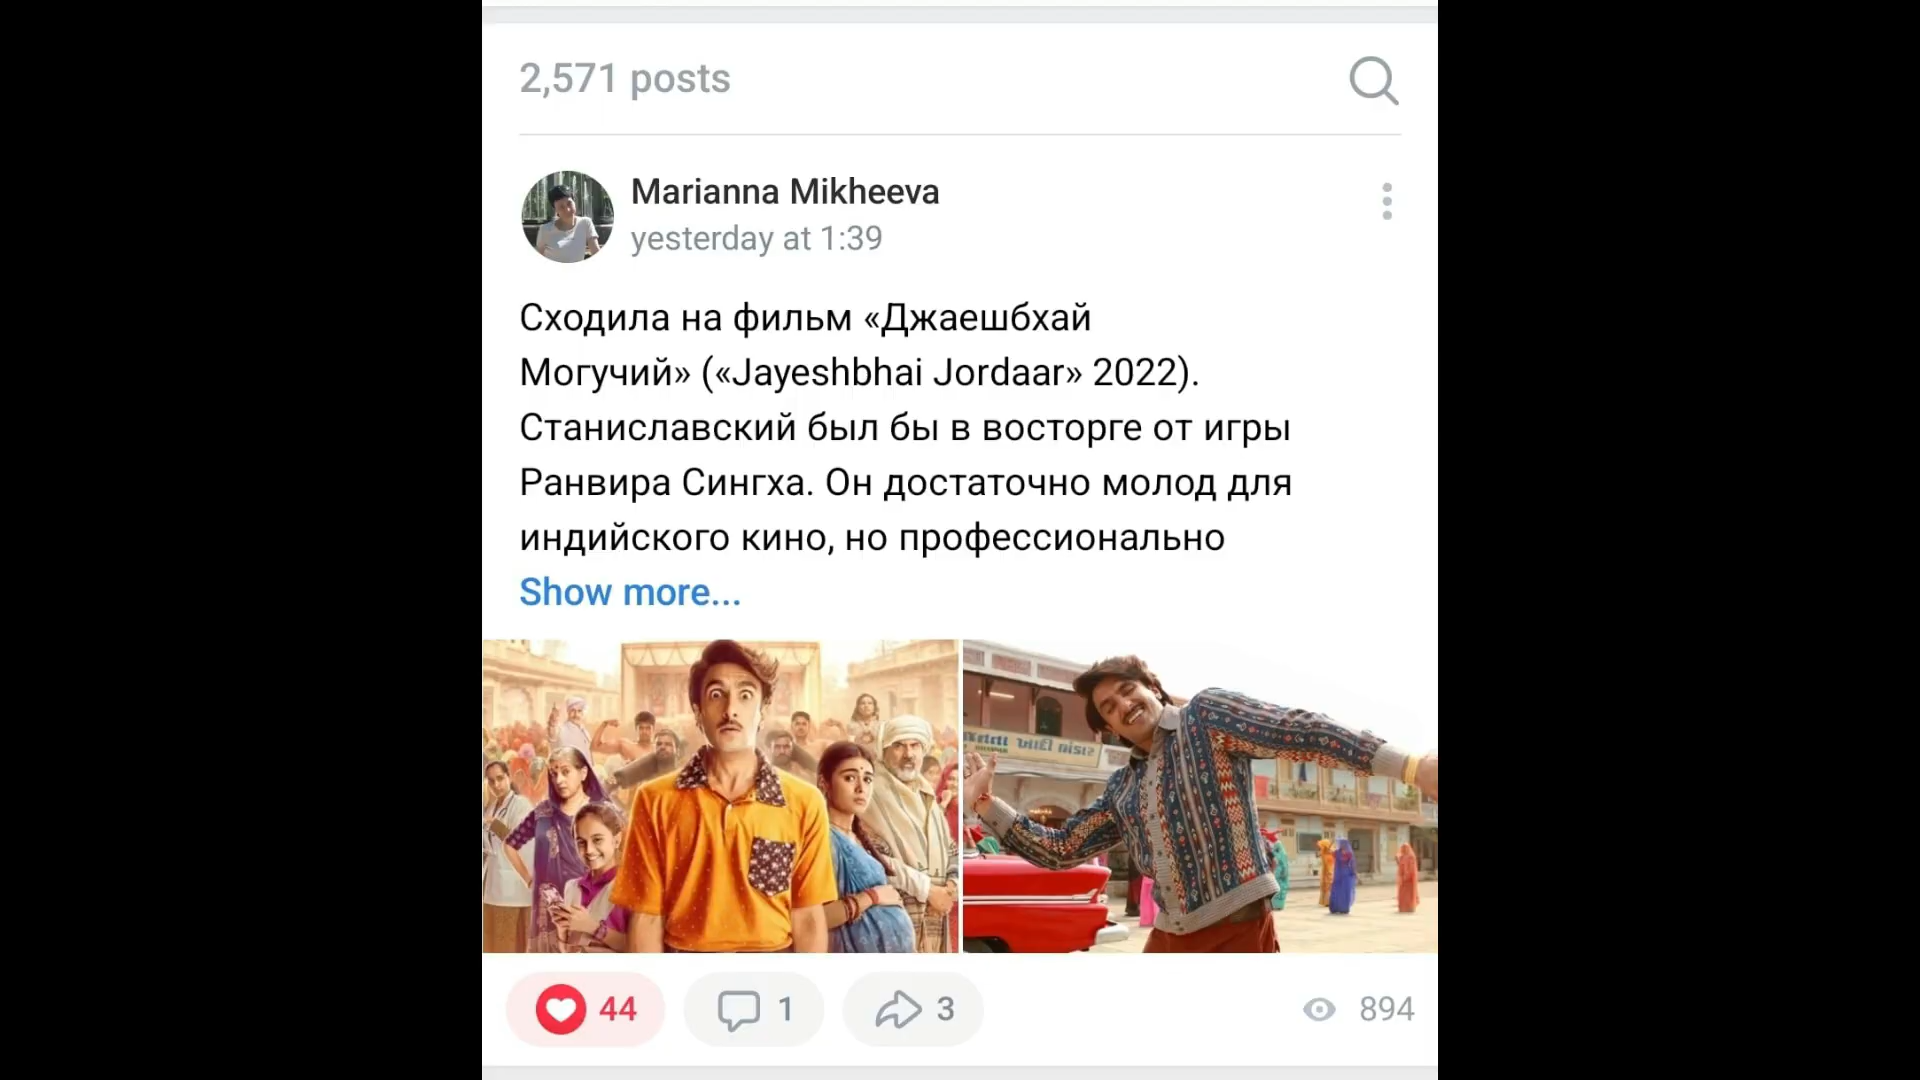 2,571 posts
Marianna Mikheeva
yesterday at 1:39
Сходила на фильм «Джаешбхай
Могучий» («Jayeshbhai Jordaar» 2022).
Станиславский был бы в восторге от игры
Ранвира Сингха. Он достаточно молод для
индийского кино, но профессионально
Show more...
44
1
3
894